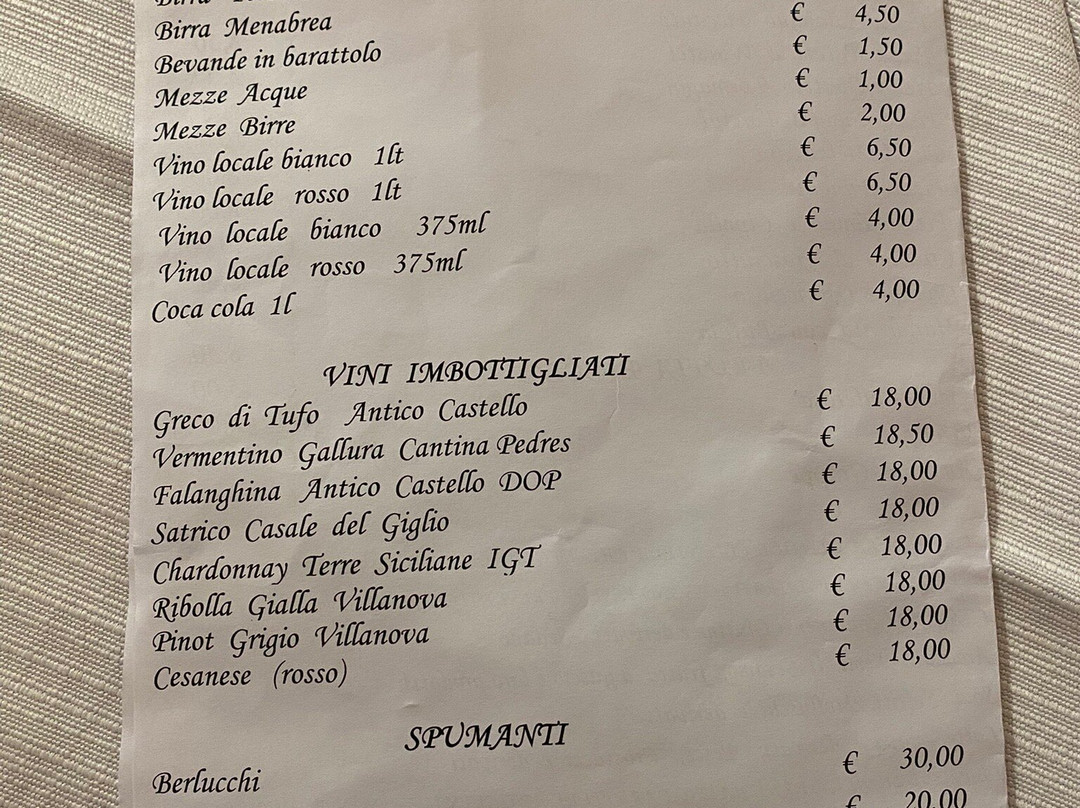 Birra
Birra Menabrea € 4,50
Bevande in barattolo € 1,50
Mezze Acque € 1,00
Mezze Birre € 2,00
Vino locale bianco 1lt € 6,50
Vino locale rosso 1lt € 6,50
Vino locale bianco 375ml € 4,00
Vino locale rosso 375ml € 4,00
Coca cola 1l € 4,00
VINI IMBOTTIGLIATI
Greco di Tufo Antico Castello € 18,00
Vermentino Gallura Cantina Pedres € 18,50
Falanghina Antico Castello DOP € 18,00
Satrico Casale del Giglio € 18,00
Chardonnay Terre Siciliane IGT € 18,00
Ribolla Gialla Villanova € 18,00
Pinot Grigio Villanova € 18,00
Cesanese (rosso) € 18,00
SPUMANTI
Berlucchi € 30,00
€ 20,00